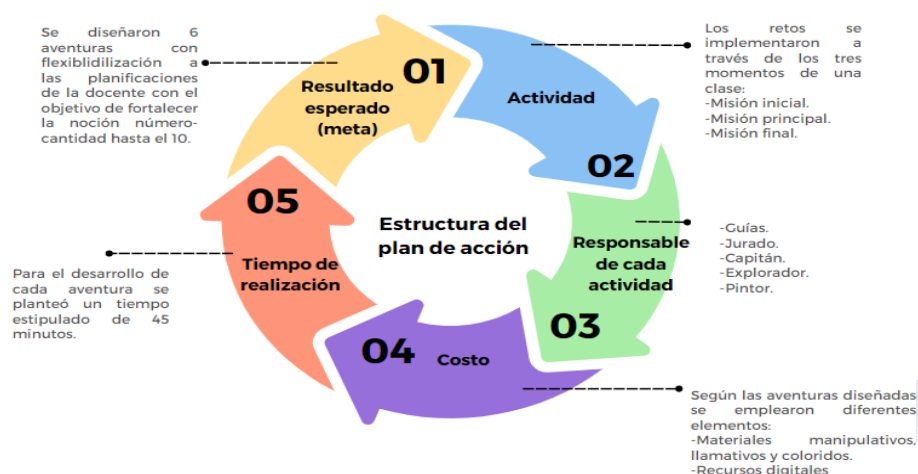 Se diseñaron 6
aventuras con
flexiblidilización a
las planificaciones
de la docente con el
objetivo de fortalecer
la noción número-
cantidad hasta el 10.
01
Resultado
esperado
(meta)
Actividad
Los retos se
implementaron a
través de los tres
momentos de una
clase:
-Misión inicial.
-Misión principal.
-Misión final.
02
Responsable
de cada
actividad
-Guías.
-Jurado.
-Capitán.
-Explorador.
-Pintor.
03
Estructura del
plan de acción
04
Costo
Según las aventuras diseñadas
se emplearon diferentes
elementos:
-Materiales manipulativos,
llamativos y coloridos.
-Recursos digitales
05
Tiempo de
realización
Para el desarrollo de
cada aventura se
planteó un tiempo
estipulado de 45
minutos.